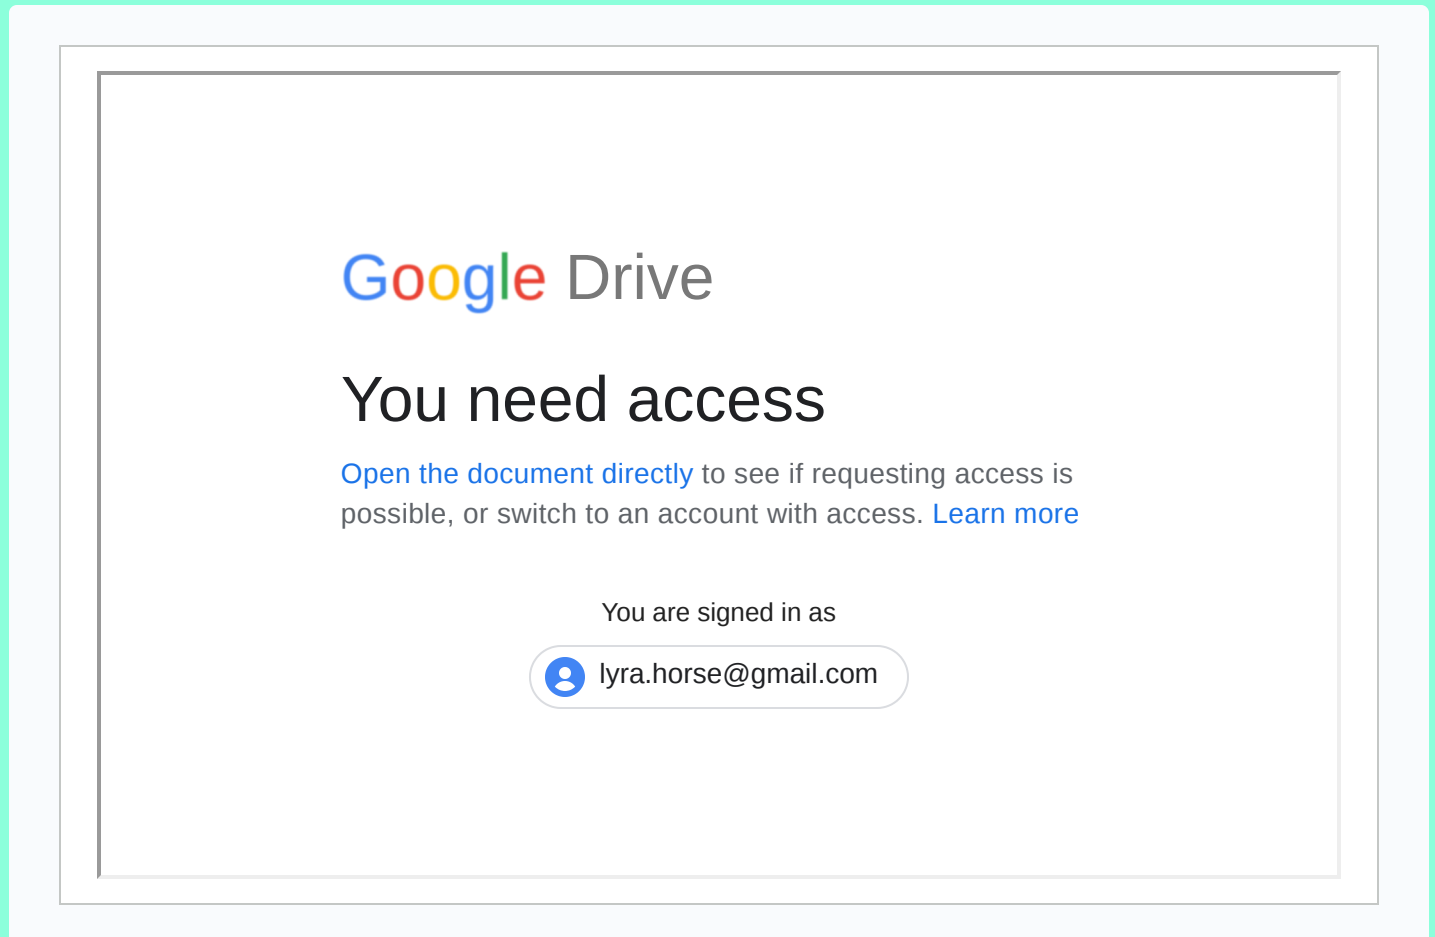 Google Drive
You need access
Open the document directly to see if requesting access is
possible, or switch to an account with access. Learn more
You are signed in as
lyra.horse@gmail.com